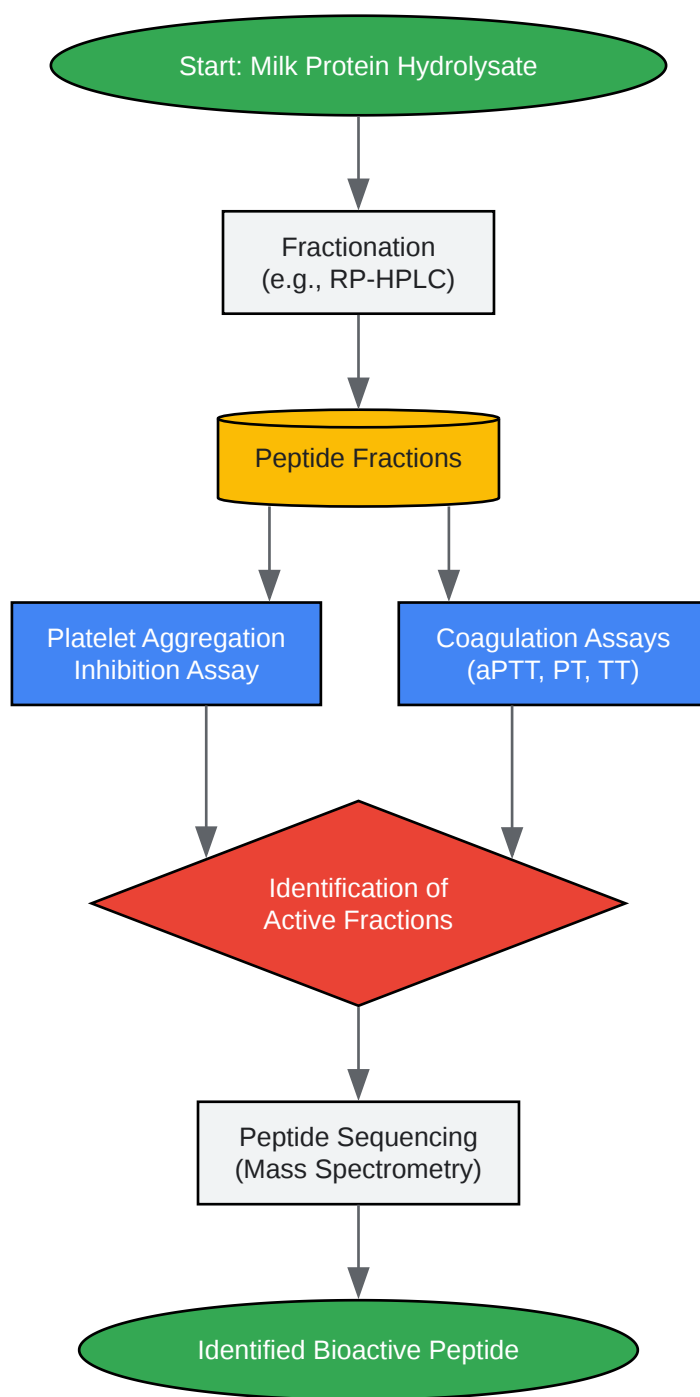 Start: Milk Protein Hydrolysate
Fractionation
(e.g., RP-HPLC)
Peptide Fractions
Platelet Aggregation
Inhibition Assay
Coagulation Assays
(aPTT, PT, TT)
Identification of
Active Fractions
Peptide Sequencing
(Mass Spectrometry)
Identified Bioactive Peptide